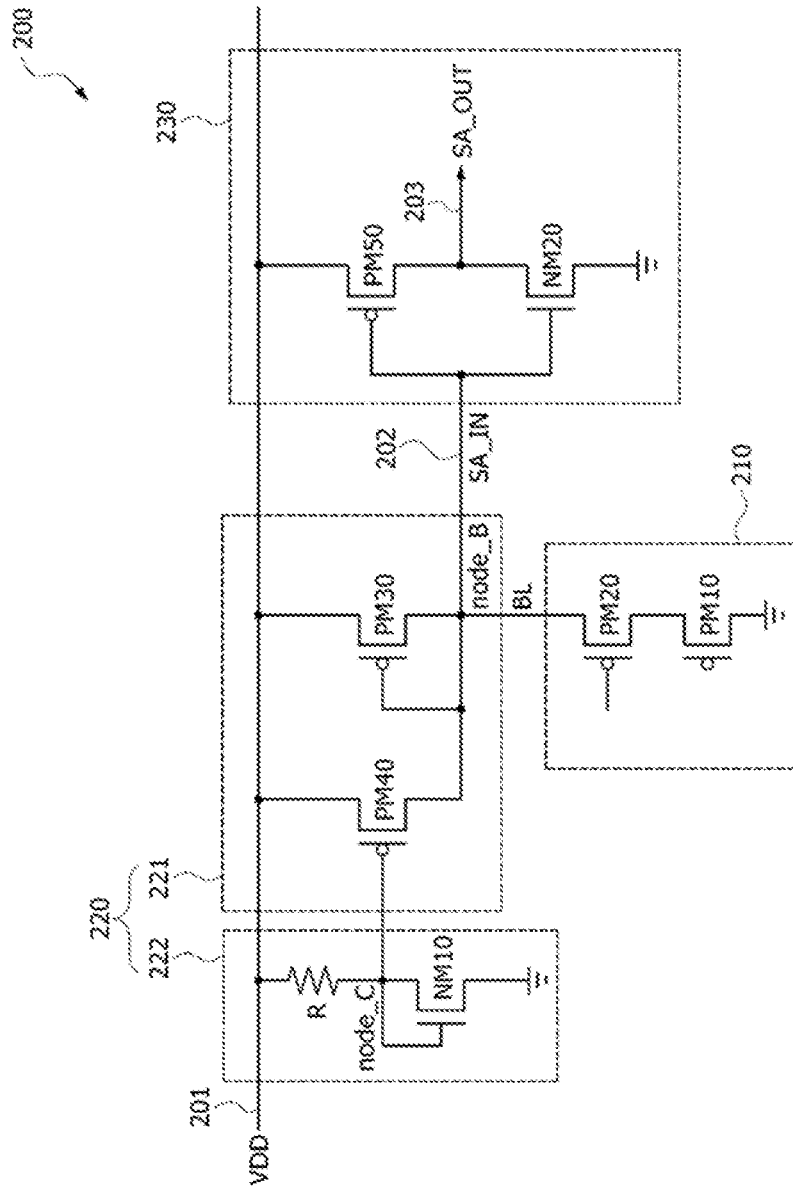 200
VDD
201
220
222
221
R
node_C
NM10
PM40
PM30
node_B
BL
PM20
PM10
210
202
SA_IN
230
PM50
NM20
203
SA_OUT